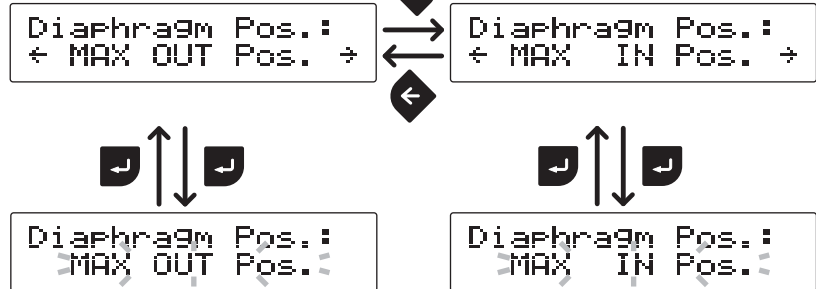 Diaphragm Pos.:
← MAX OUT Pos. →
Diaphragm Pos.:
← MAX IN Pos. →
Diaphragm Pos.:
MAX OUT Pos.
Diaphragm Pos.:
MAX IN Pos.